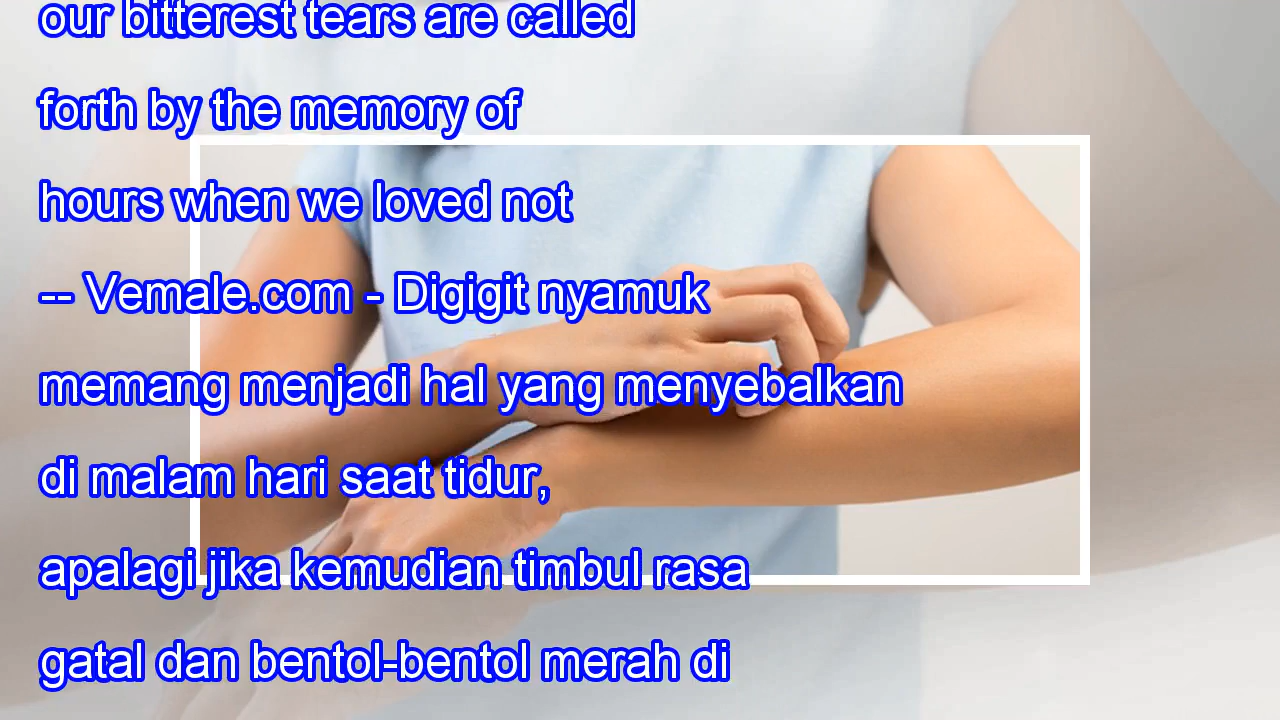 our bitterest tears are called
forth by the memory of
hours when we loved not
-- Vemale.com - Digigit nyamuk
memang menjadi hal yang menyebalkan
di malam hari saat tidur,
apalagi jika kemudian timbul rasa
gatal dan bentol-bentol merah di